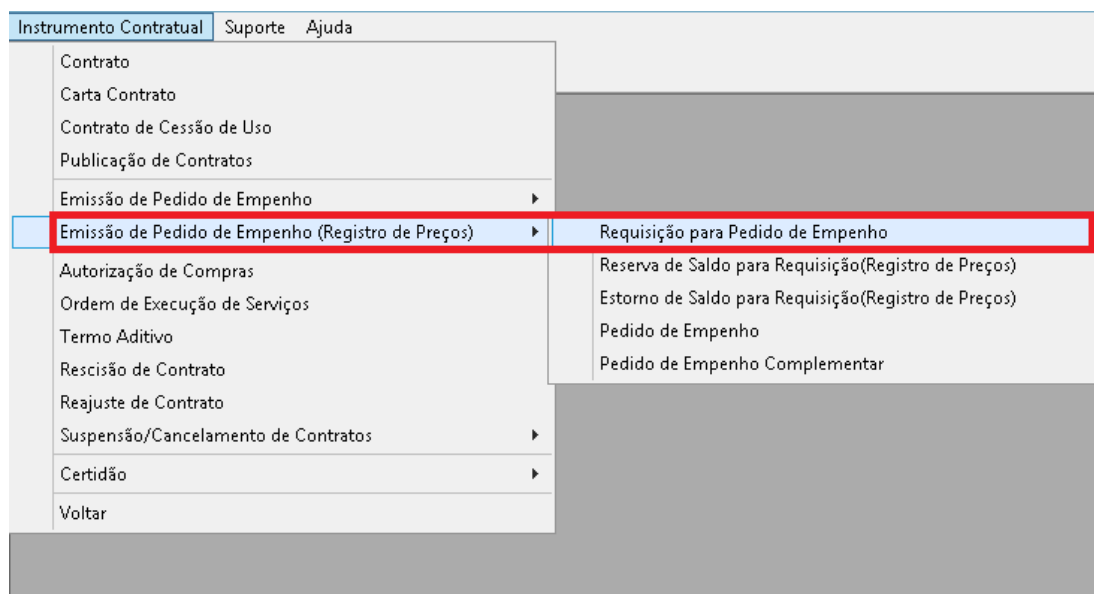 Instrumento Contratual Suporte Ajuda
Contrato
Carta Contrato
Contrato de Cessão de Uso
Publicação de Contratos
Emissão de Pedido de Empenho
Emissão de Pedido de Empenho (Registro de Preços)
Autorização de Compras
Ordem de Execução de Serviços
Termo Aditivo
Rescisão de Contrato
Reajuste de Contrato
Suspensão/Cancelamento de Contratos
Certidão
Voltar
Requisição para Pedido de Empenho
Reserva de Saldo para Requisição(Registro de Preços)
Estorno de Saldo para Requisição(Registro de Preços)
Pedido de Empenho
Pedido de Empenho Complementar